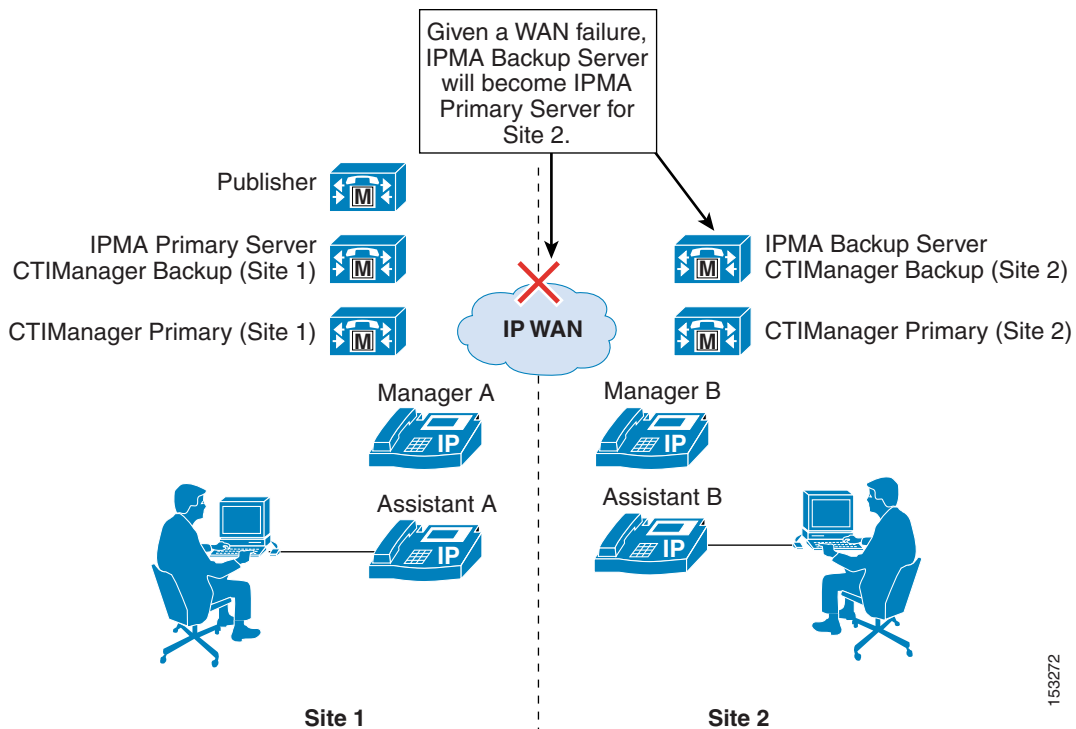 Given a WAN failure,
IPMA Backup Server
will become IPMA
Primary Server for
Site 2.
Publisher
M
IPMA Primary Server
CTIManager Backup (Site 1)
M
M
IPMA Backup Server
CTIManager Backup (Site 2)
CTIManager Primary (Site 1)
M
IP WAN
M
CTIManager Primary (Site 2)
Manager A
IP
Manager B
IP
Assistant A
IP
Assistant B
IP
153272
Site 1
Site 2